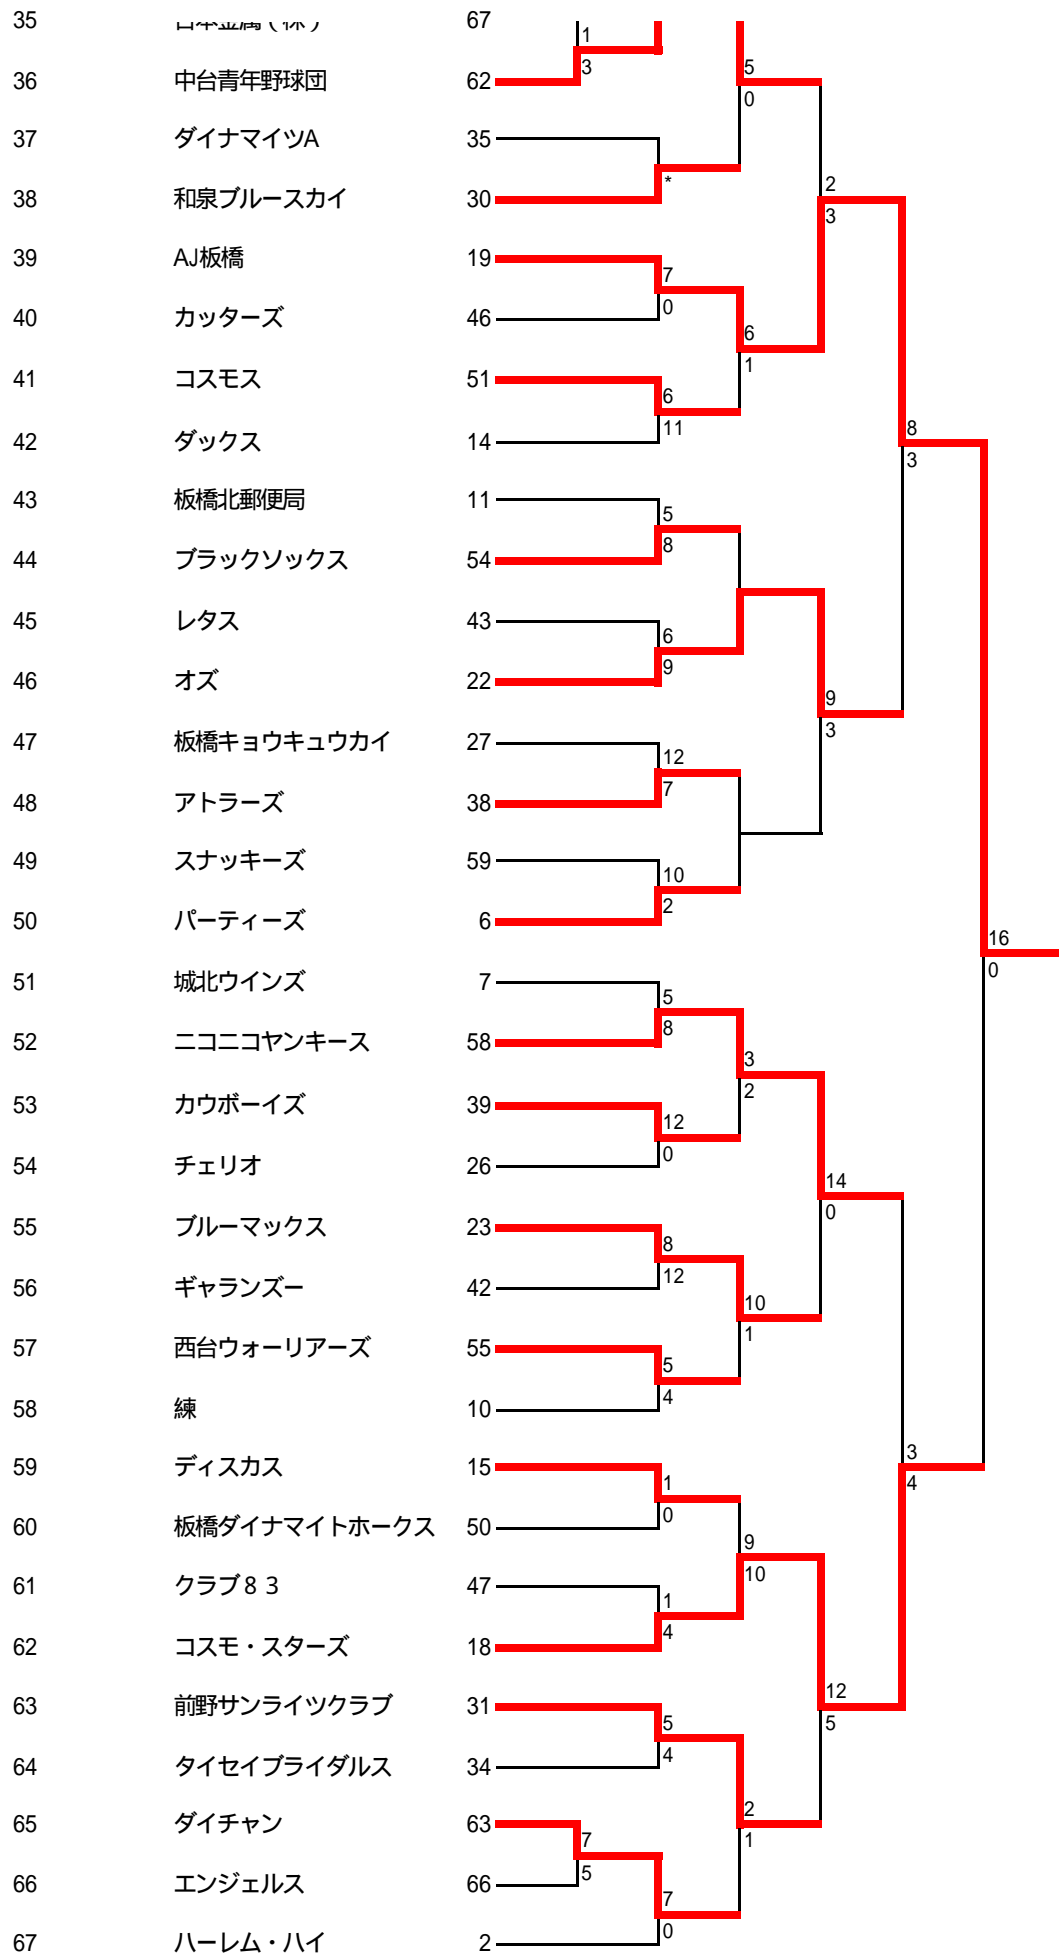 35 日本金属(株) 67
1
36 中台青年野球団 62 3 5
0
37 ダイナマイツA 35
*
38 和泉ブルースカイ 30 2
3
39 AJ板橋 19 7
40 カッターズ 46 0 6
1
41 コスモス 51 6
42 ダックス 14 11 8
3
43 板橋北郵便局 11 5
44 ブラックソックス 54 8
45 レタス 43 6
46 オズ 22 9 9
3
47 板橋キョウキュウカイ 27 12
48 アトラーズ 38 7
49 スナッキーズ 59 10
50 パーティーズ 6 2 16
0
51 城北ウインズ 7 5
52 ニコニコヤンキース 58 8 3
2
53 カウボーイズ 39 12
54 チェリオ 26 0 14
0
55 ブルーマックス 23 8
56 ギャランズー 42 12 10
1
57 西台ウォーリアーズ 55 5
58 練 10 4 3
4
59 ディスカス 15 1
60 板橋ダイナマイトホークス 50 0 9
10
61 クラブ83 47 1
62 コスモ・スターズ 18 4
63 前野サンライツクラブ 31 5 12
5
64 タイセイブライダルス 34 4
65 ダイチャン 63 7 2
1
66 エンジェルス 66 5 7
67 ハーレム・ハイ 2 0